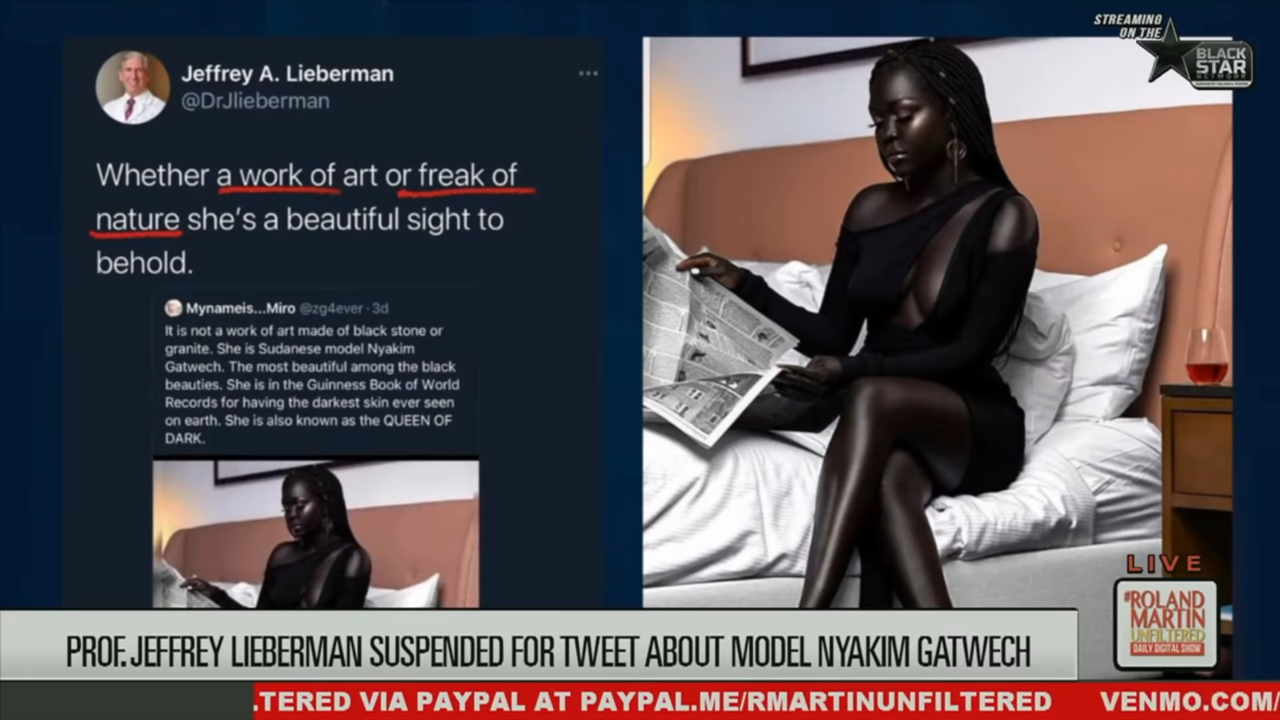 STREAMING
ON THE
BLACK
STAR
NETWORK
Jeffrey A. Lieberman
@DrJlieberman
Whether a work of art or freak of
nature she's a beautiful sight to
behold.
Mynameis...Miro @zg4ever · 3d
It is not a work of art made of black stone or
granite. She is Sudanese model Nyakim
Gatwech. The most beautiful among the black
beauties. She is in the Guinness Book of World
Records for having the darkest skin ever seen
on earth. She is also known as the QUEEN OF
DARK.
LIVE
#ROLAND
MARTIN
UNFILTERED
DAILY DIGITAL SHOW
PROF. JEFFREY LIEBERMAN SUSPENDED FOR TWEET ABOUT MODEL NYAKIM GATWECH
.TERED VIA PAYPAL AT PAYPAL.ME/RMARTINUNFILTERED VENMO.COM/